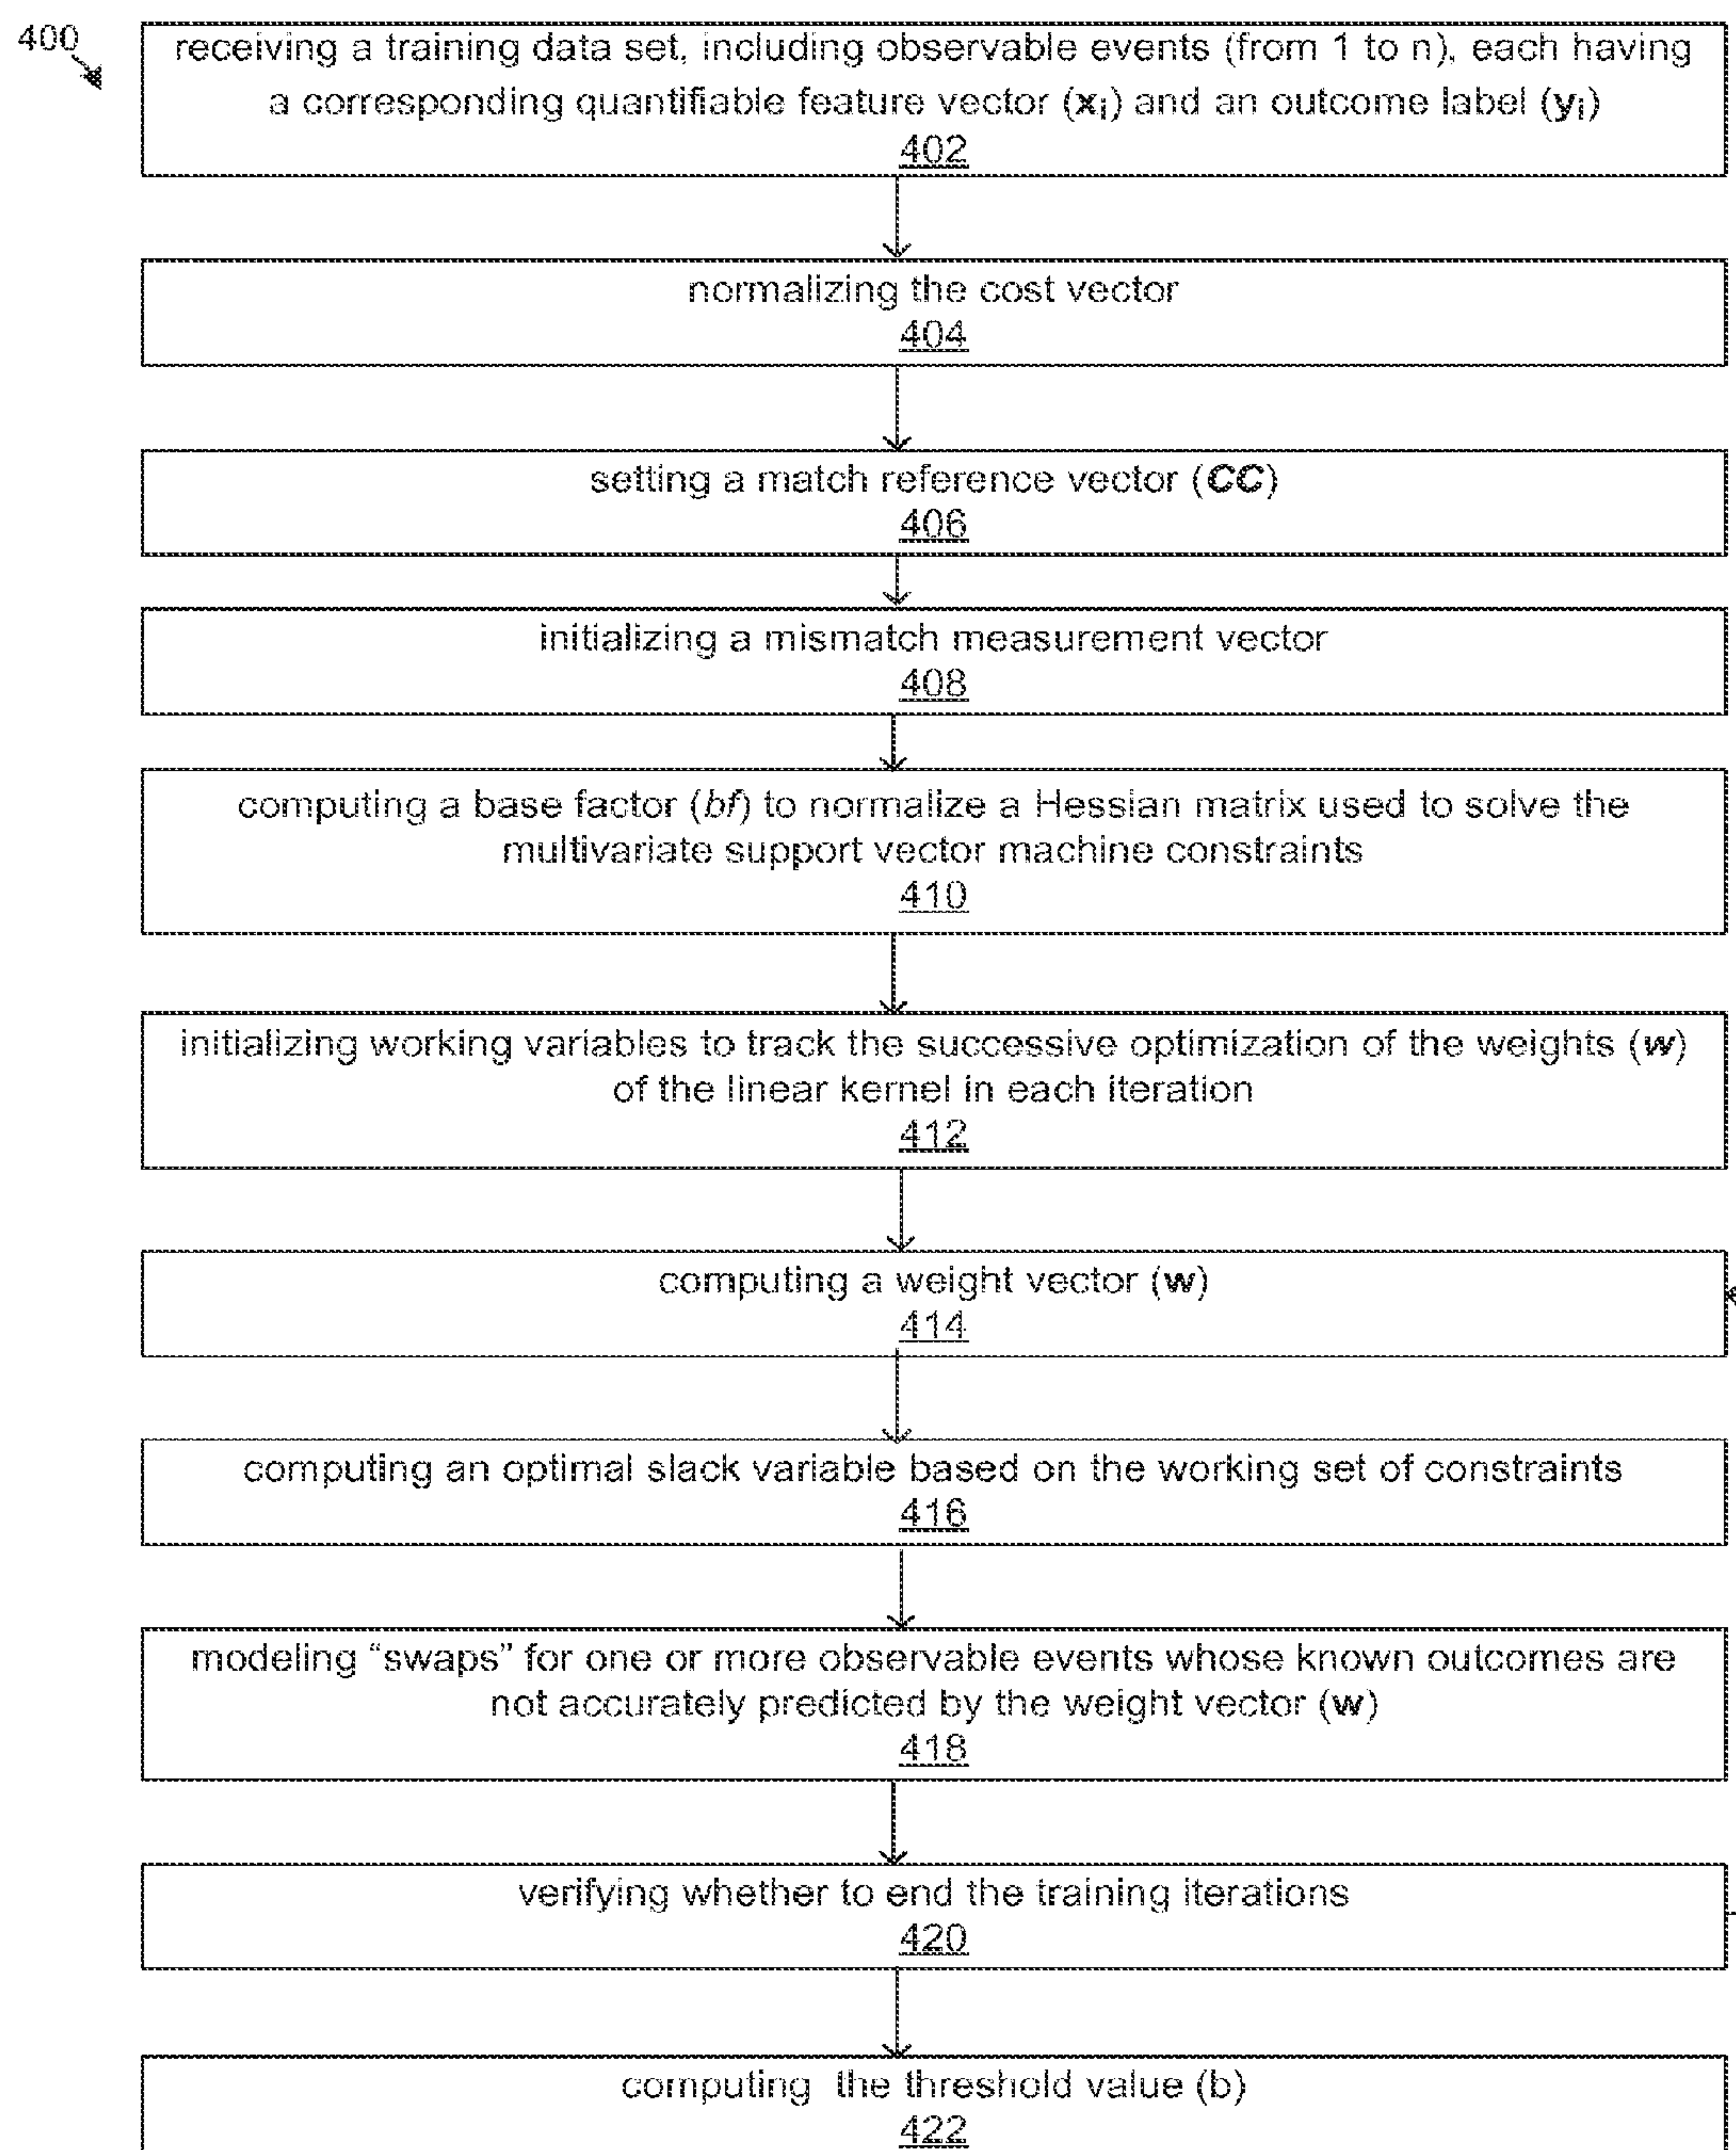 400
receiving a training data set, including observable events (from 1 to n), each having
a corresponding quantifiable feature vector (xi) and an outcome label (yi)
402
normalizing the cost vector
404
setting a match reference vector (CC)
406
initializing a mismatch measurement vector
408
computing a base factor (bf) to normalize a Hessian matrix used to solve the
multivariate support vector machine constraints
410
initializing working variables to track the successive optimization of the weights (w)
of the linear kernel in each iteration
412
computing a weight vector (w)
414
computing an optimal slack variable based on the working set of constraints
416
modeling “swaps” for one or more observable events whose known outcomes are
not accurately predicted by the weight vector (w)
418
verifying whether to end the training iterations
420
computing the threshold value (b)
422